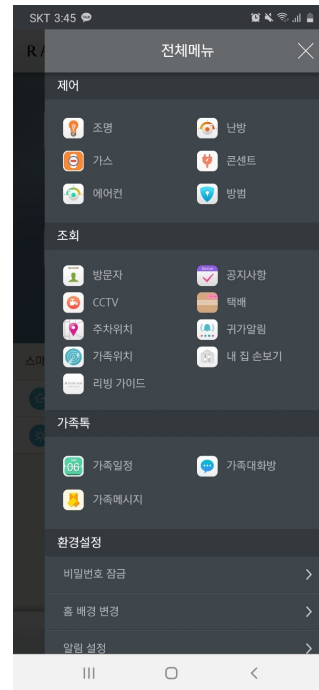 SKT 3:45
R
전체메뉴
제어
조명 난방
가스 콘센트
에어컨 방범
조회
방문자 공지사항
CCTV 택배
주차위치 귀가알림
스마
가족위치 내 집 손보기
리빙 가이드
가족톡
06 가족일정 가족대화방
가족메시지
환경설정
비밀번호 잠금
홈 배경 변경
알림 설정